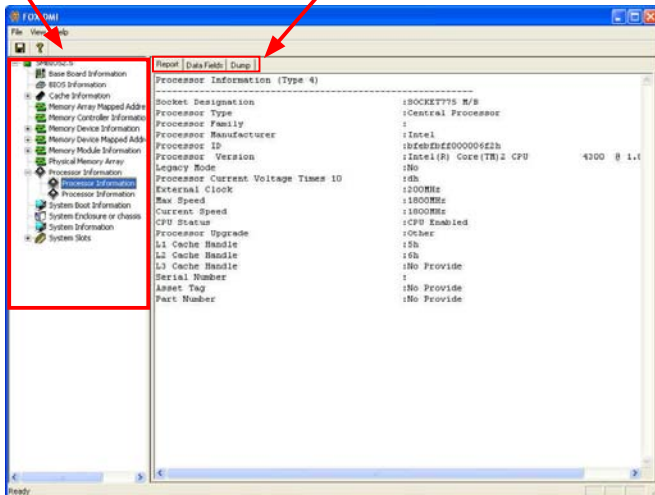 FOX DMI
File View Help
SMBIOS2.5
Base Board Information
BIOS Information
Cache Information
Memory Array Mapped Addre
Memory Controller Informatio
Memory Device Information
Memory Device Mapped Addr
Memory Module Information
Physical Memory Array
Processor Information
Processor Information
Processor Information
System Boot Information
System Enclosure or chassis
System Information
System Slots
Report Data Fields Dump
Processor Information (Type 4)
Socket Designation :SOCKET775 M/B
Processor Type :Central Processor
Processor Family :
Processor Manufacturer :Intel
Processor ID :bfebfbff000006f2h
Processor Version :Intel(R) Core(TM)2 CPU 4300 @ 1.
Legacy Mode :No
Processor Current Voltage Times 10 :dh
External Clock :200MHz
Max Speed :1800MHz
Current Speed :1800MHz
CPU Status :CPU Enabled
Processor Upgrade :Other
L1 Cache Handle :5h
L2 Cache Handle :6h
L3 Cache Handle :No Provide
Serial Number :
Asset Tag :No Provide
Part Number :No Provide
Ready